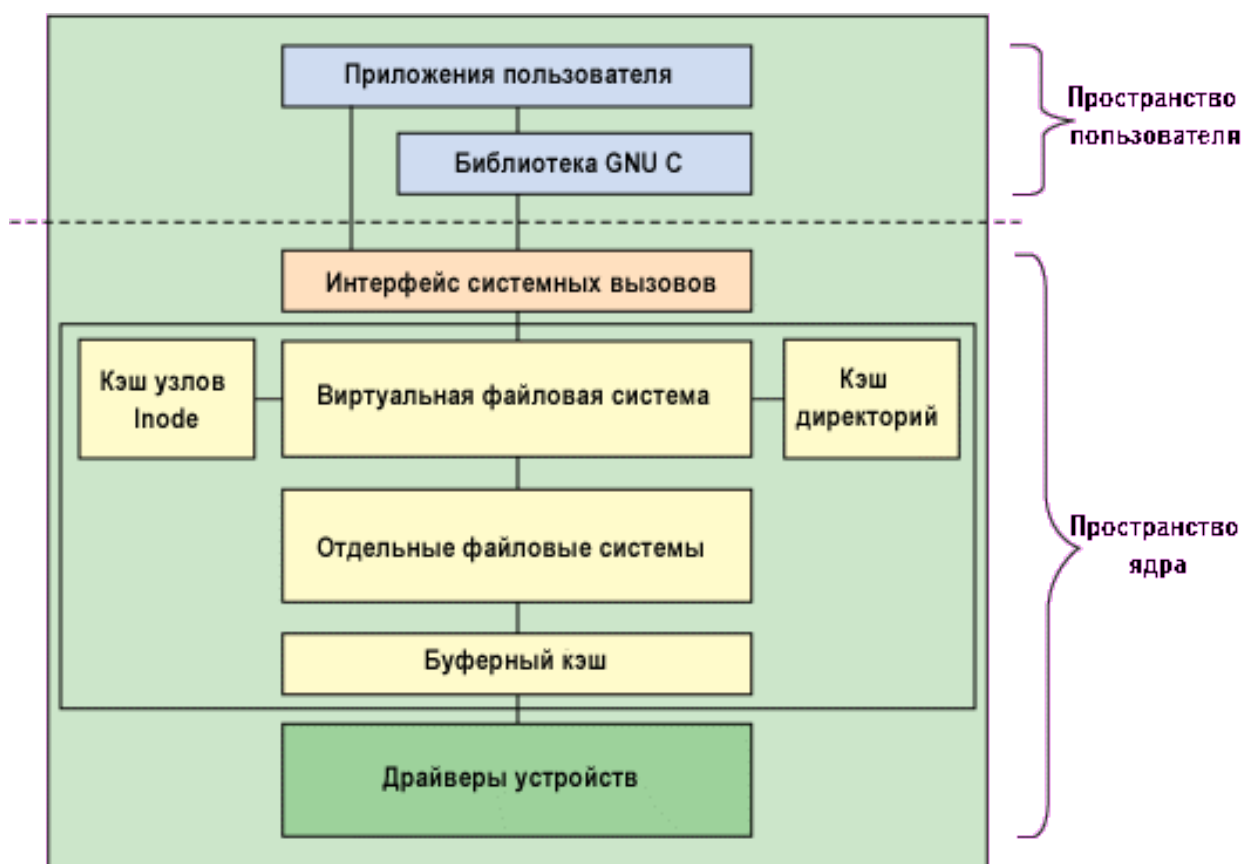 Приложения пользователя
Пространство
пользователя
Библиотека GNU C
Интерфейс системных вызовов
Кэш узлов
Inode
Виртуальная файловая система
Кэш
директорий
Отдельные файловые системы
Пространство
ядра
Буферный кэш
Драйверы устройств